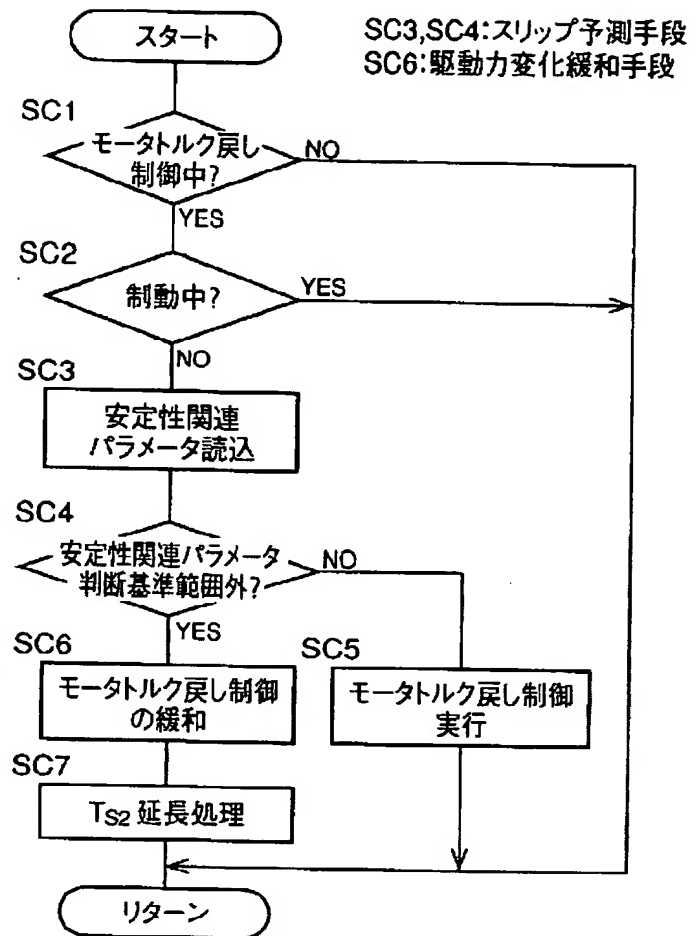 スタート
SC3,SC4:スリップ予測手段
SC6:駆動力変化緩和手段
SC1
モータトルク戻し
制御中?
NO
YES
SC2
制動中?
YES
NO
SC3
安定性関連
パラメータ読込
SC4
安定性関連パラメータ
判断基準範囲外?
NO
YES
SC6
モータトルク戻し制御
の緩和
SC5
モータトルク戻し制御
実行
SC7
TS2 延長処理
リターン